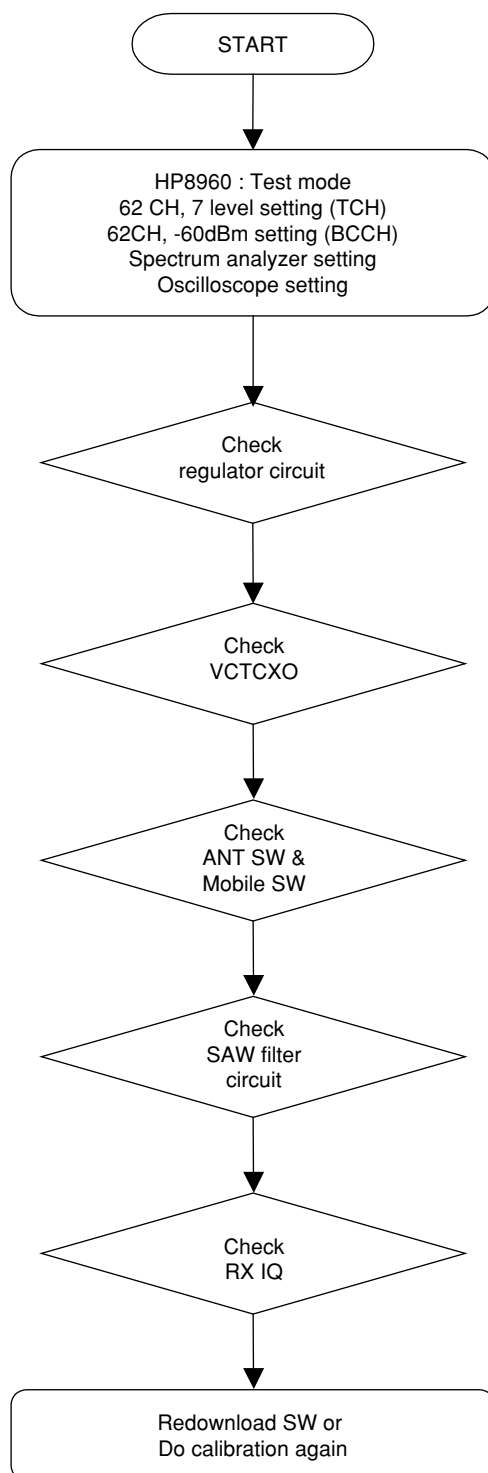 START
HP8960 : Test mode
62 CH, 7 level setting (TCH)
62CH, -60dBm setting (BCCH)
Spectrum analyzer setting
Oscilloscope setting
Check
regulator circuit
Check
VCTCXO
Check
ANT SW &
Mobile SW
Check
SAW filter
circuit
Check
RX IQ
Redownload SW or
Do calibration again